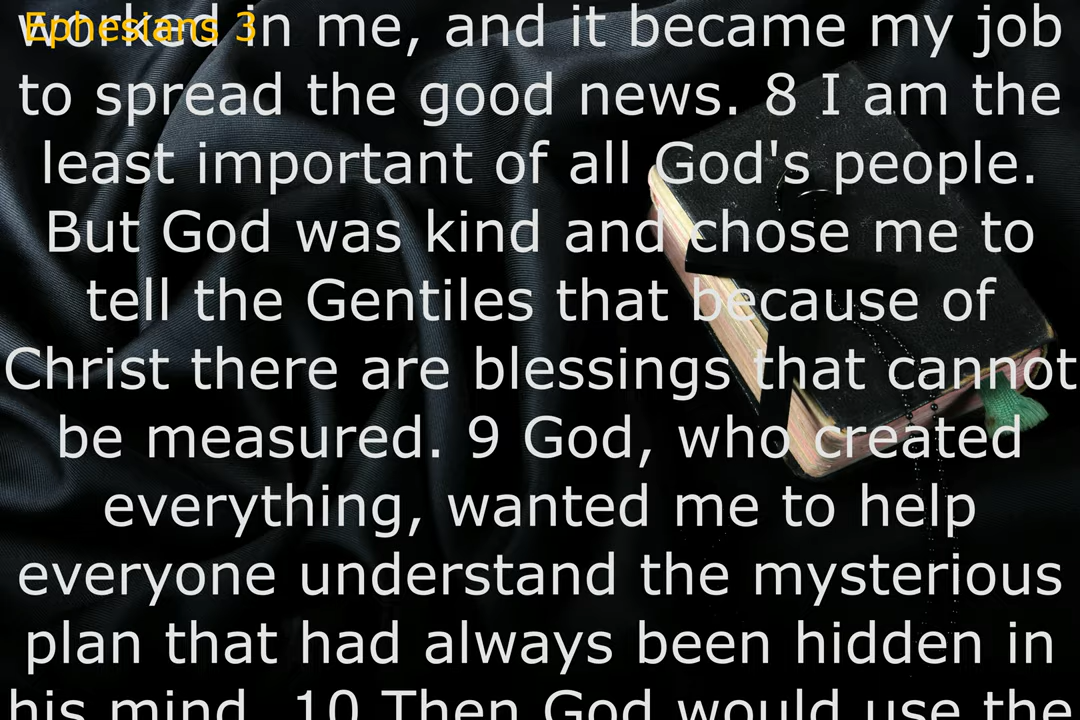 Ephesians 3
worked in me, and it became my job
to spread the good news. 8 I am the
least important of all God's people.
But God was kind and chose me to
tell the Gentiles that because of
Christ there are blessings that cannot
be measured. 9 God, who created
everything, wanted me to help
everyone understand the mysterious
plan that had always been hidden in
his mind. 10 Then God would use the